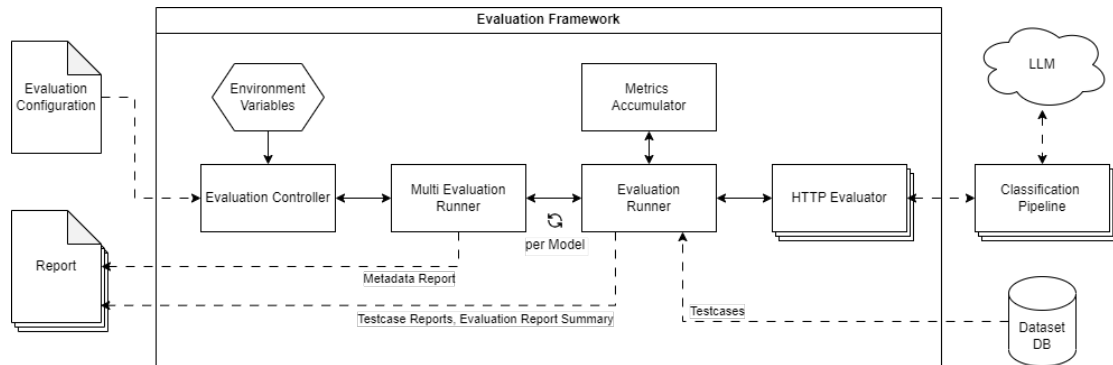 Evaluation Framework
Evaluation
Configuration
Environment
Variables
Metrics
Accumulator
LLM
Evaluation Controller
Multi Evaluation
Runner
per Model
Evaluation
Runner
HTTP Evaluator
Classification
Pipeline
Report
Metadata Report
Testcase Reports, Evaluation Report Summary
Testcases
Dataset
DB